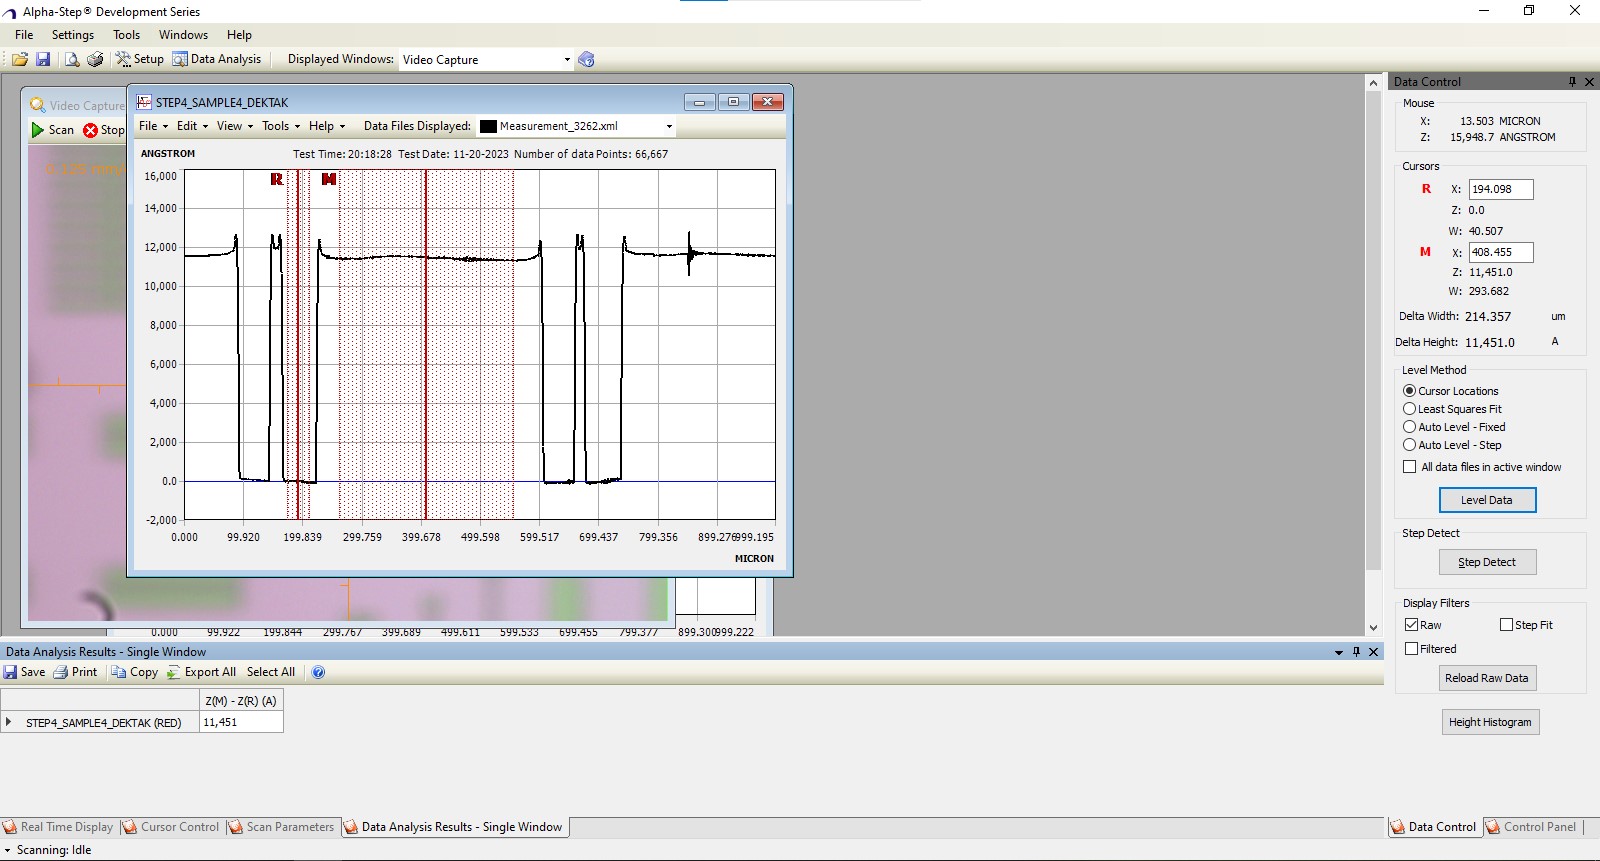 Alpha-Step® Development Series
File Settings Tools Windows Help
Setup Data Analysis Displayed Windows: Video Capture
Video Capture
Scan Stop
STEP4_SAMPLE4_DEKTAK
File Edit View Tools Help Data Files Displayed: Measurement_3262.xml
ANGSTROM Test Time: 20:18:28 Test Date: 11-20-2023 Number of data Points: 66,667
R M
16,000
14,000
12,000
10,000
8,000
6,000
4,000
2,000
0.0
-2,000
0.000 99.920 199.839 299.759 399.678 499.598 599.517 699.437 799.356 899.276 999.195
MICRON
0.000 99.922 199.844 299.767 399.689 499.611 599.533 699.455 799.377 899.300 999.222
Data Control
Mouse
X: 13.503 MICRON
Z: 15,948.7 ANGSTROM
Cursors
R X: 194.098
Z: 0.0
W: 40.507
M X: 408.455
Z: 11,451.0
W: 293.682
Delta Width: 214.357 um
Delta Height: 11,451.0 A
Level Method
Cursor Locations
Least Squares Fit
Auto Level - Fixed
Auto Level - Step
All data files in active window
Level Data
Step Detect
Step Detect
Display Filters
Raw Step Fit
Filtered
Reload Raw Data
Height Histogram
Data Analysis Results - Single Window
Save Print Copy Export All Select All
Z(M) - Z(R) (A)
STEP4_SAMPLE4_DEKTAK (RED) 11,451
Real Time Display Cursor Control Scan Parameters Data Analysis Results - Single Window
Data Control Control Panel
Scanning: Idle